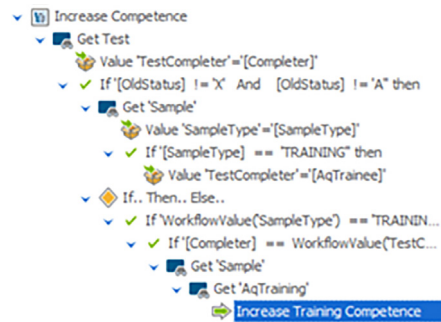 Increase Competence
Get Test
Value 'TestCompleter'='[Completer]'
If '[OldStatus] != 'X' And [OldStatus] != 'A'' then
Get 'Sample'
Value 'SampleType'='[SampleType]'
If '[SampleType] == "TRAINING"' then
Value 'TestCompleter'='[AqTrainee]'
If.. Then.. Else..
If 'WorkflowValue('SampleType') == 'TRAININ...
If '[Completer] == WorkflowValue('TestC...
Get 'Sample'
Get 'AqTraining'
Increase Training Competence